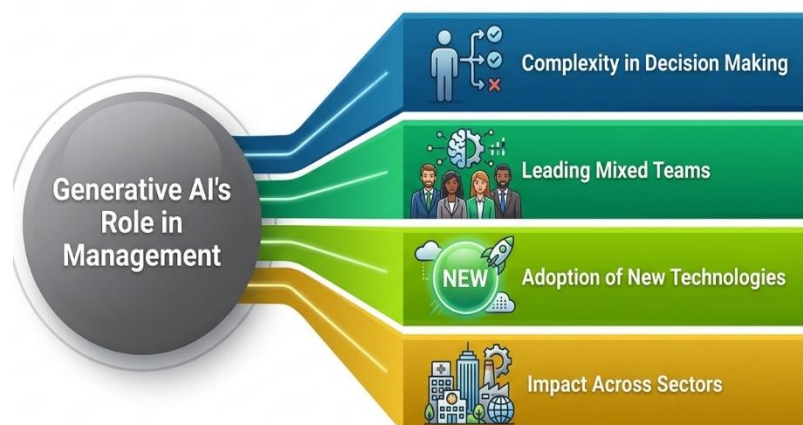 Generative AI's
Role in
Management
Complexity in Decision Making
Leading Mixed Teams
NEW
Adoption of New Technologies
Impact Across Sectors